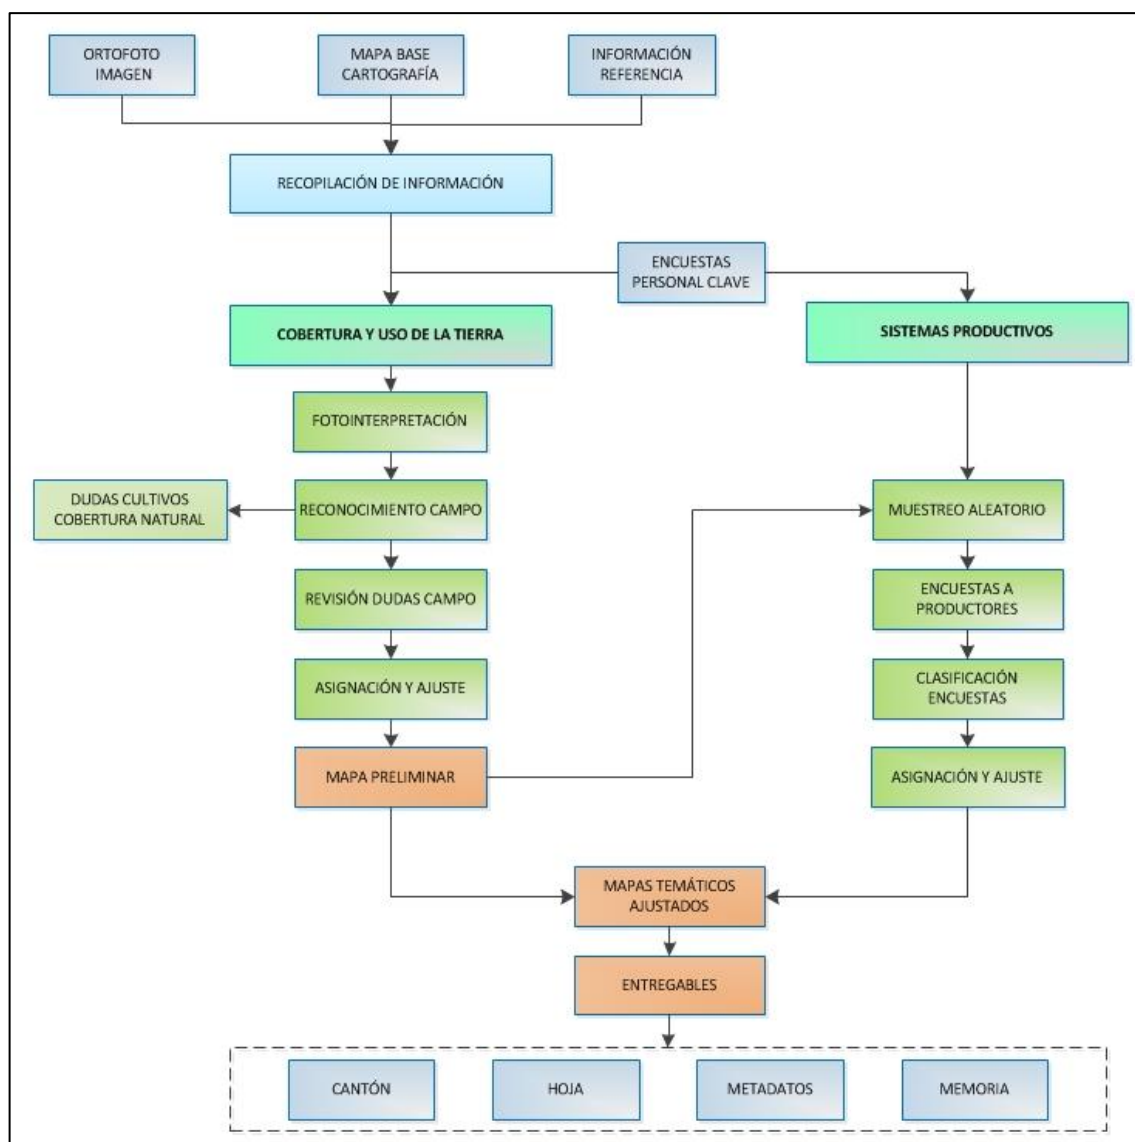 ORTOFOTO
IMAGEN
MAPA BASE
CARTOGRAFÍA
INFORMACIÓN
REFERENCIA
RECOPILACIÓN DE INFORMACIÓN
ENCUESTAS
PERSONAL CLAVE
COBERTURA Y USO DE LA TIERRA
SISTEMAS PRODUCTIVOS
FOTOINTERPRETACIÓN
DUDAS CULTIVOS
COBERTURA NATURAL
RECONOCIMIENTO CAMPO
MUESTREO ALEATORIO
REVISIÓN DUDAS CAMPO
ENCUESTAS A
PRODUCTORES
ASIGNACIÓN Y AJUSTE
CLASIFICACIÓN
ENCUESTAS
MAPA PRELIMINAR
ASIGNACIÓN Y AJUSTE
MAPAS TEMÁTICOS
AJUSTADOS
ENTREGABLES
CANTÓN
HOJA
METADATOS
MEMORIA